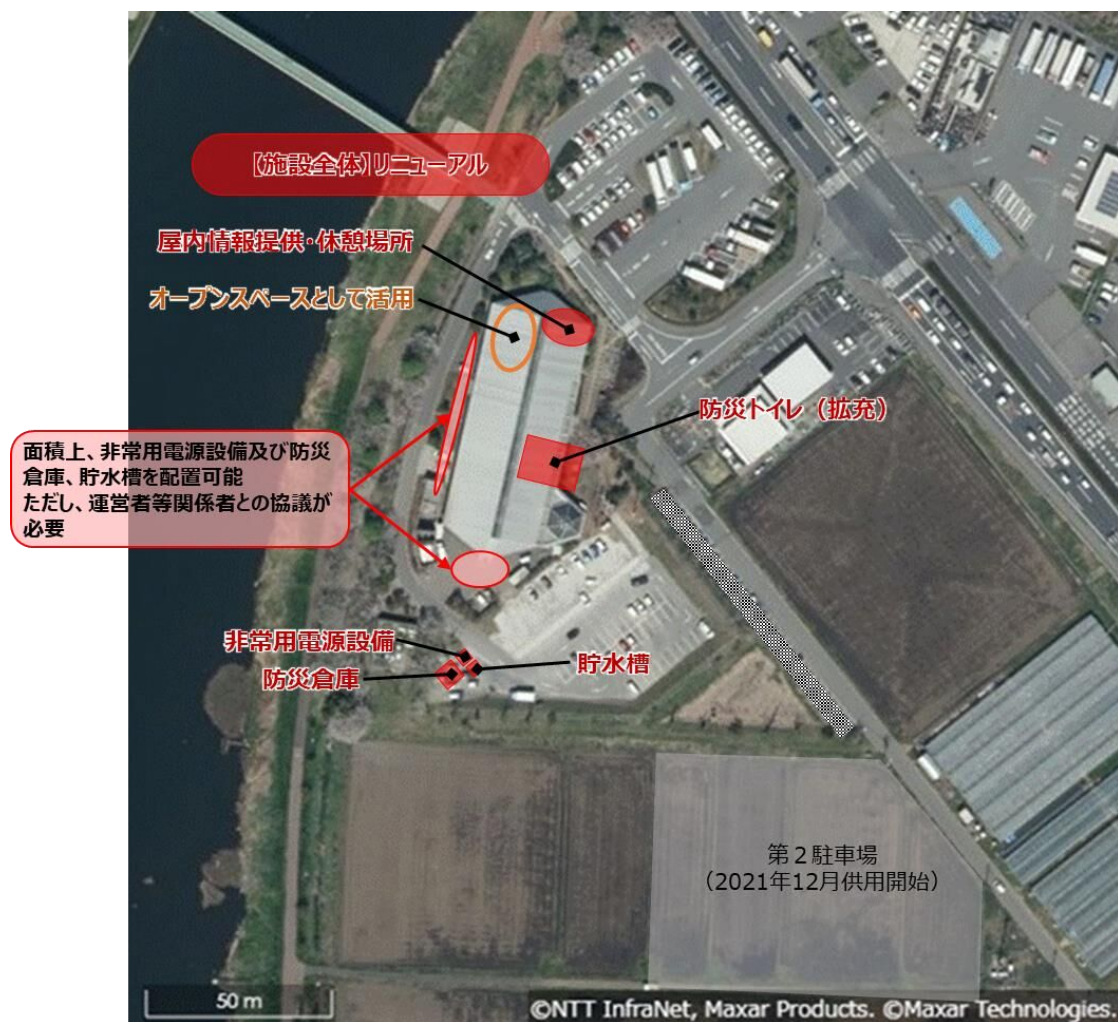 【施設全体】リニューアル
屋内情報提供・休憩場所
オープンスペースとして活用
防災トイレ（拡充）
面積上、非常用電源設備及び防災
倉庫、貯水槽を配置可能
ただし、運営者等関係者との協議が
必要
非常用電源設備
防災倉庫
貯水槽
第２駐車場
（2021年12月供用開始）
50 m
©NTT InfraNet, Maxar Products. ©Maxar Technologies.